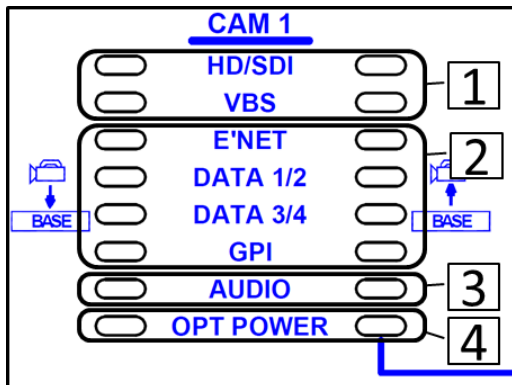 CAM 1
HD/SDI
1
VBS
E'NET
2
DATA 1/2
DATA 3/4
BASE
BASE
GPI
AUDIO
3
OPT POWER
4